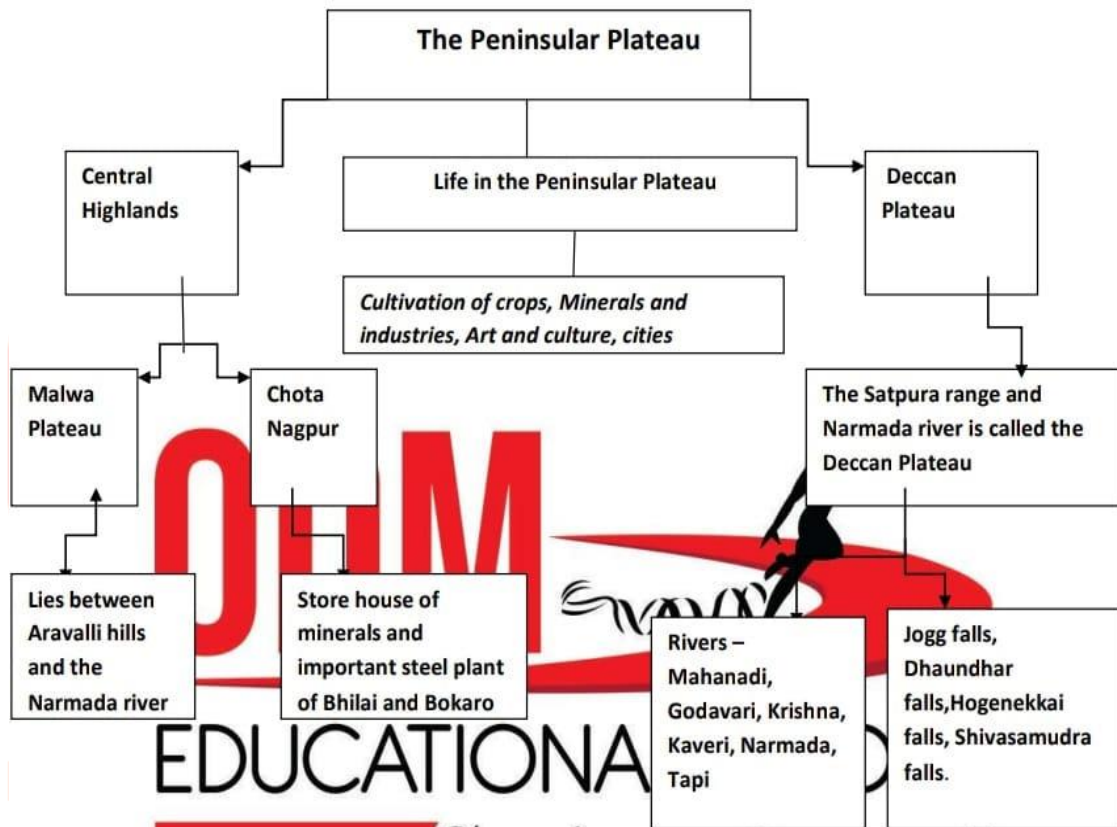 The Peninsular Plateau
Central
Highlands
Life in the Peninsular Plateau
Deccan
Plateau
Cultivation of crops, Minerals and
industries, Art and culture, cities
Malwa
Plateau
Chota
Nagpur
The Satpura range and
Narmada river is called the
Deccan Plateau
Lies between
Aravalli hills
and the
Narmada river
Store house of
minerals and
important steel plant
of Bhilai and Bokaro
Rivers –
Mahanadi,
Godavari, Krishna,
Kaveri, Narmada,
Tapi
Jogg falls,
Dhaundhar
falls,Hogenekkai
falls, Shivasamudra
falls.